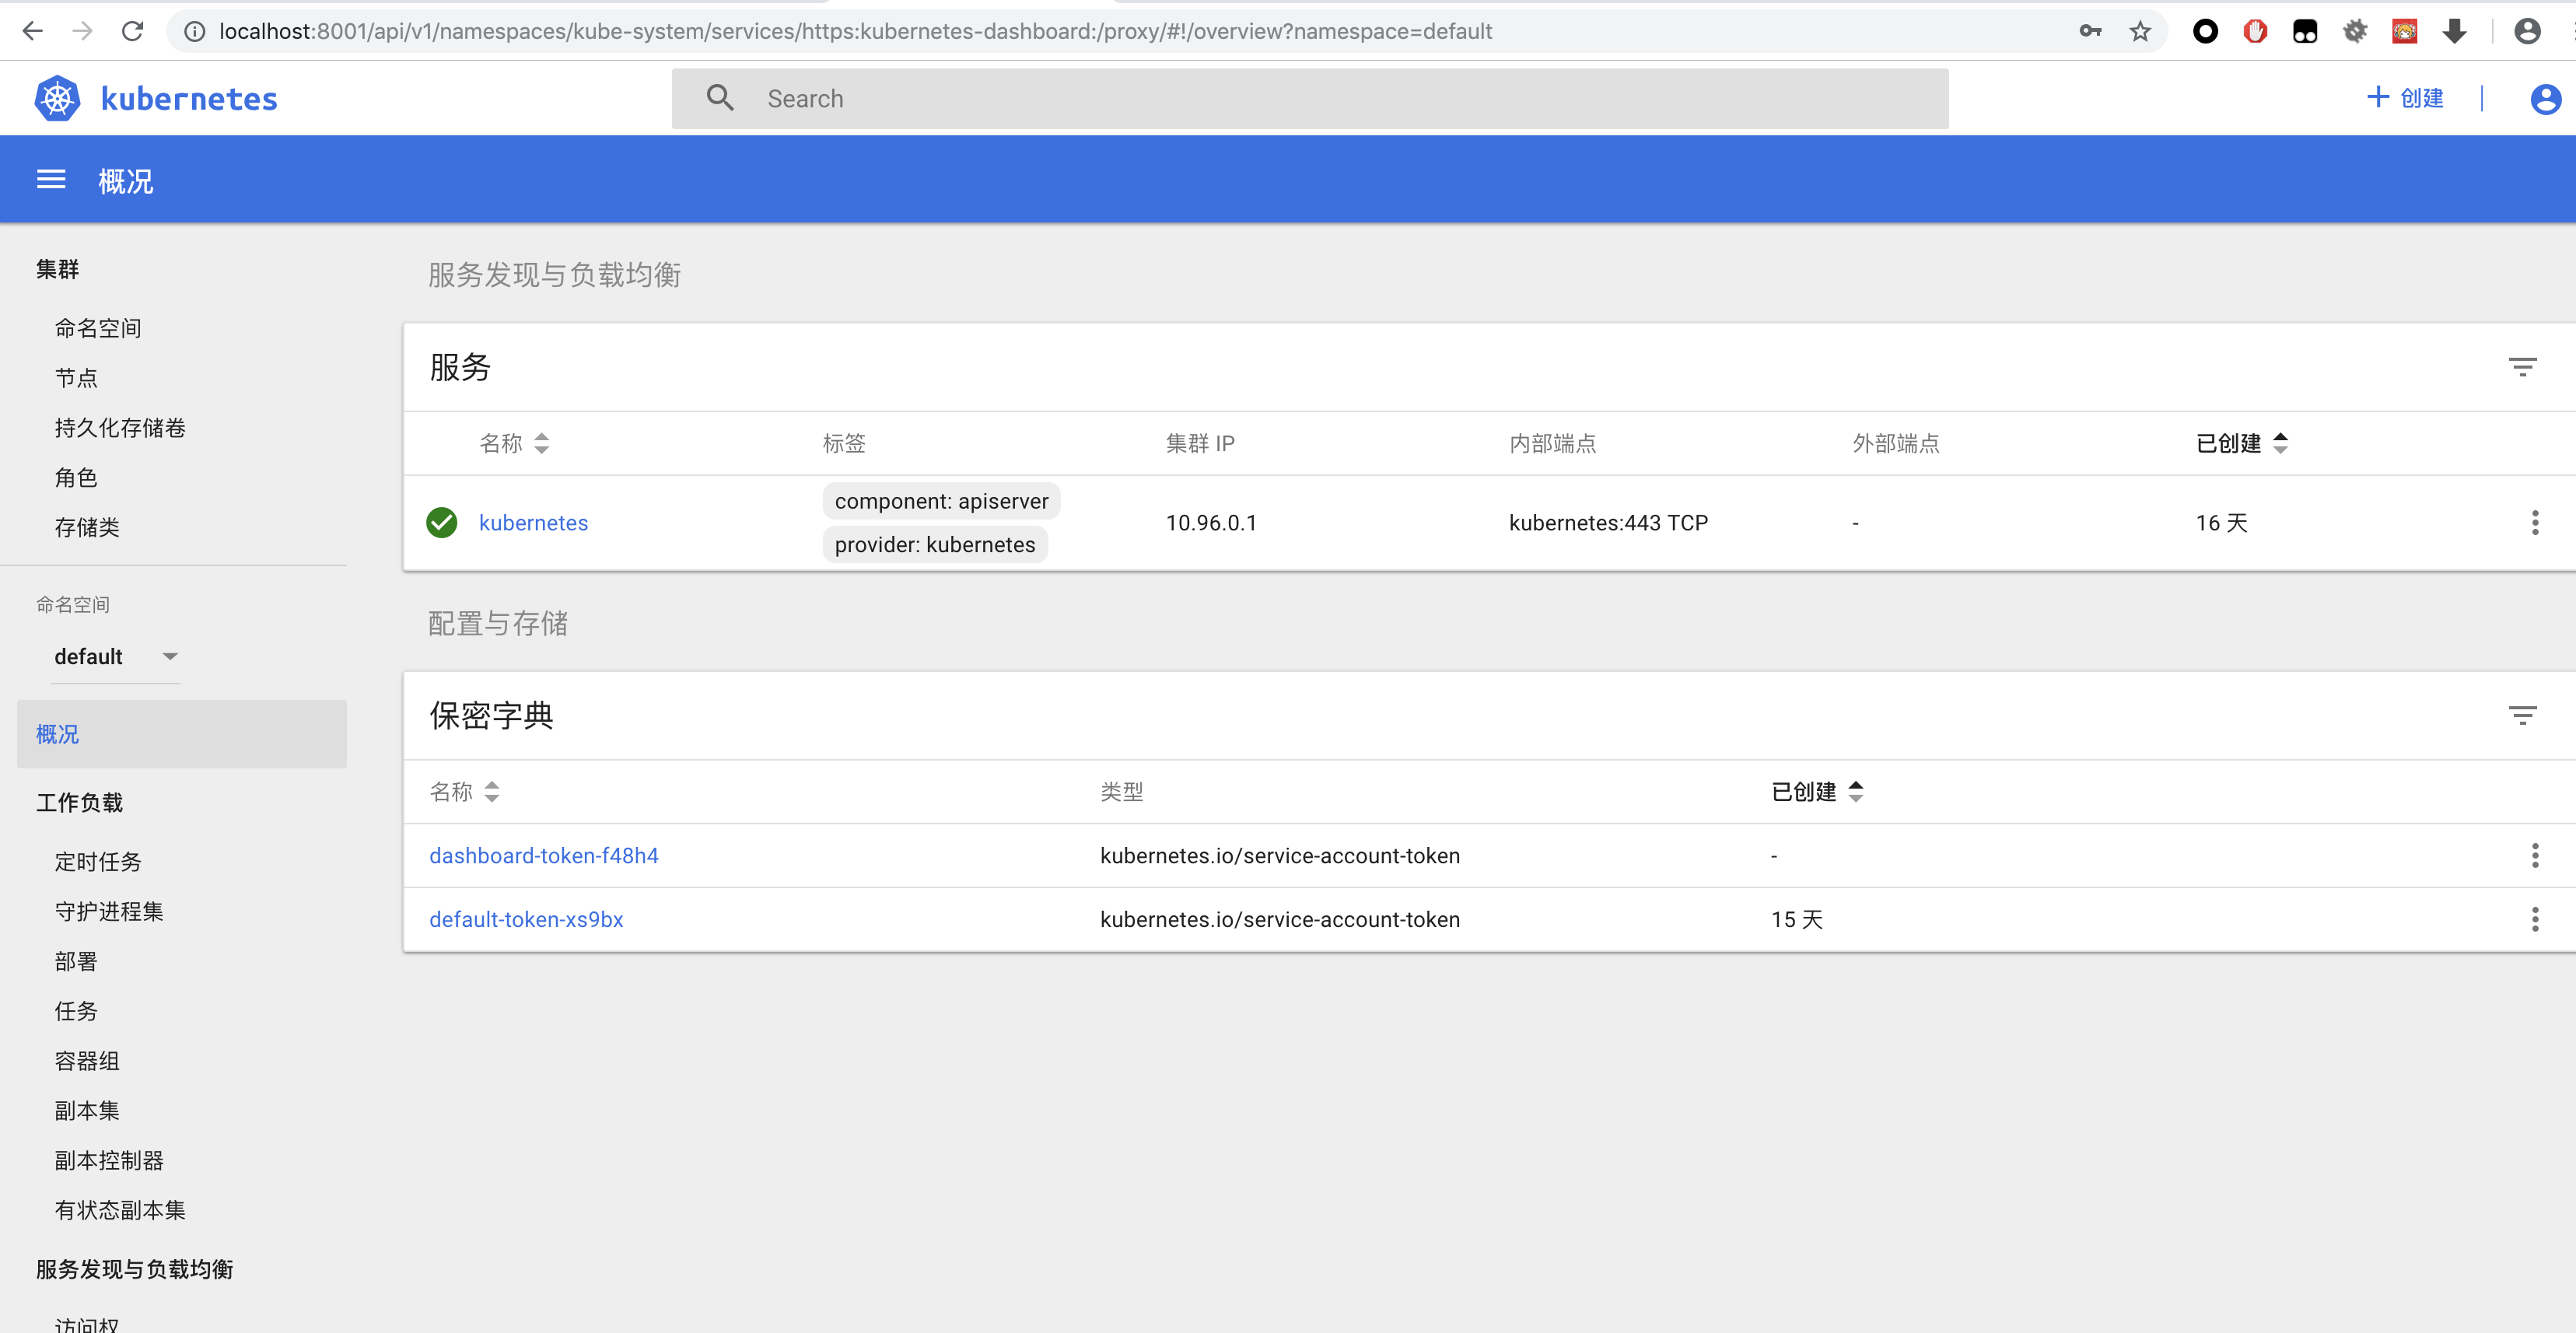 localhost:8001/api/v1/namespaces/kube-system/services/https:kubernetes-dashboard:/proxy/#!/overview?namespace=default
kubernetes
Search
创建
概况
集群
命名空间
节点
持久化存储卷
角色
存储类
命名空间
default
概况
工作负载
定时任务
守护进程集
部署
任务
容器组
副本集
副本控制器
有状态副本集
服务发现与负载均衡
访问权
服务发现与负载均衡
服务
名称 标签 集群 IP 内部端点 外部端点 已创建
kubernetes component: apiserver provider: kubernetes 10.96.0.1 kubernetes:443 TCP - 16 天
配置与存储
保密字典
名称 类型 已创建
dashboard-token-f48h4 kubernetes.io/service-account-token -
default-token-xs9bx kubernetes.io/service-account-token 15 天